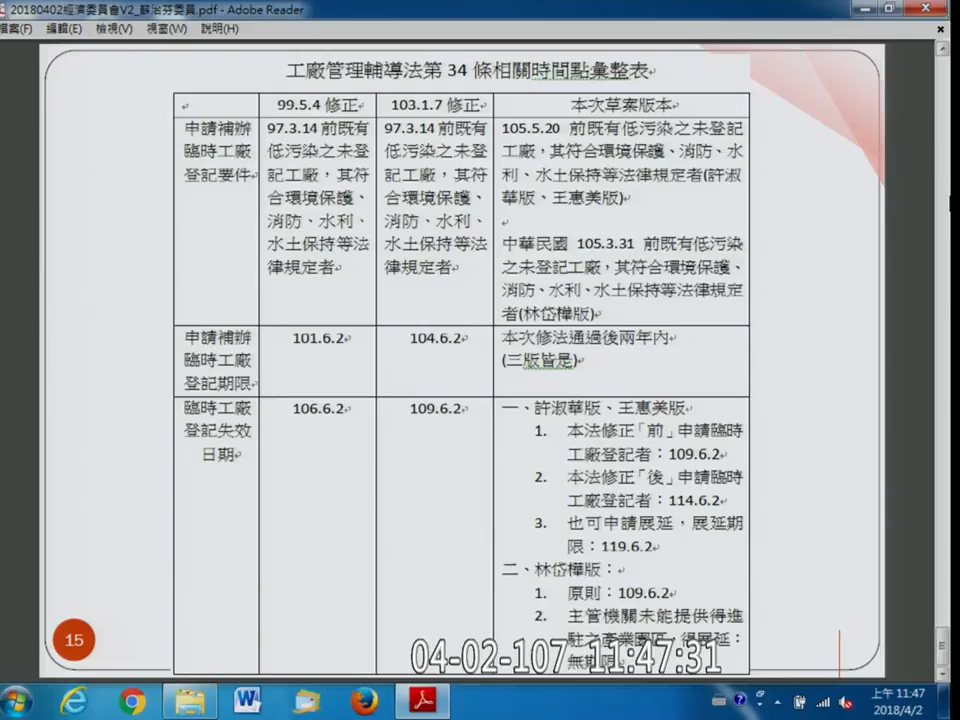 20180402經濟委員會V2_蘇治芬委員.pdf - Adobe Reader
檔案(F) 編輯(E) 檢視(V) 視窗(W) 說明(H)
工廠管理輔導法第 34 條相關時間點彙整表
99.5.4 修正
103.1.7 修正
本次草案版本
申請補辦
臨時工廠
登記要件
97.3.14 前既有
低污染之未登
記工廠，其符
合環境保護、
消防、水利、
水土保持等法
律規定者
97.3.14 前既有
低污染之未登
記工廠，其符
合環境保護、
消防、水利、
水土保持等法
律規定者
105.5.20 前既有低污染之未登記
工廠，其符合環境保護、消防、水
利、水土保持等法律規定者(許淑
華版、王惠美版)
中華民國 105.3.31 前既有低污染
之未登記工廠，其符合環境保護、
消防、水利、水土保持等法律規定
者(林岱樺版)
申請補辦
臨時工廠
登記期限
101.6.2
104.6.2
本次修法通過後兩年內
(三版皆是)
臨時工廠
登記失效
日期
106.6.2
109.6.2
一、許淑華版、王惠美版
1. 本法修正「前」申請臨時
工廠登記者：109.6.2
2. 本法修正「後」申請臨時
工廠登記者：114.6.2
3. 也可申請展延，展延期
限：119.6.2
二、林岱樺版：
1. 原則：109.6.2
2. 主管機關未能提供得進
駐之產業園區，得展延：
無期限
15
04-02-107 11:47:31
上午 11:47
2018/4/2